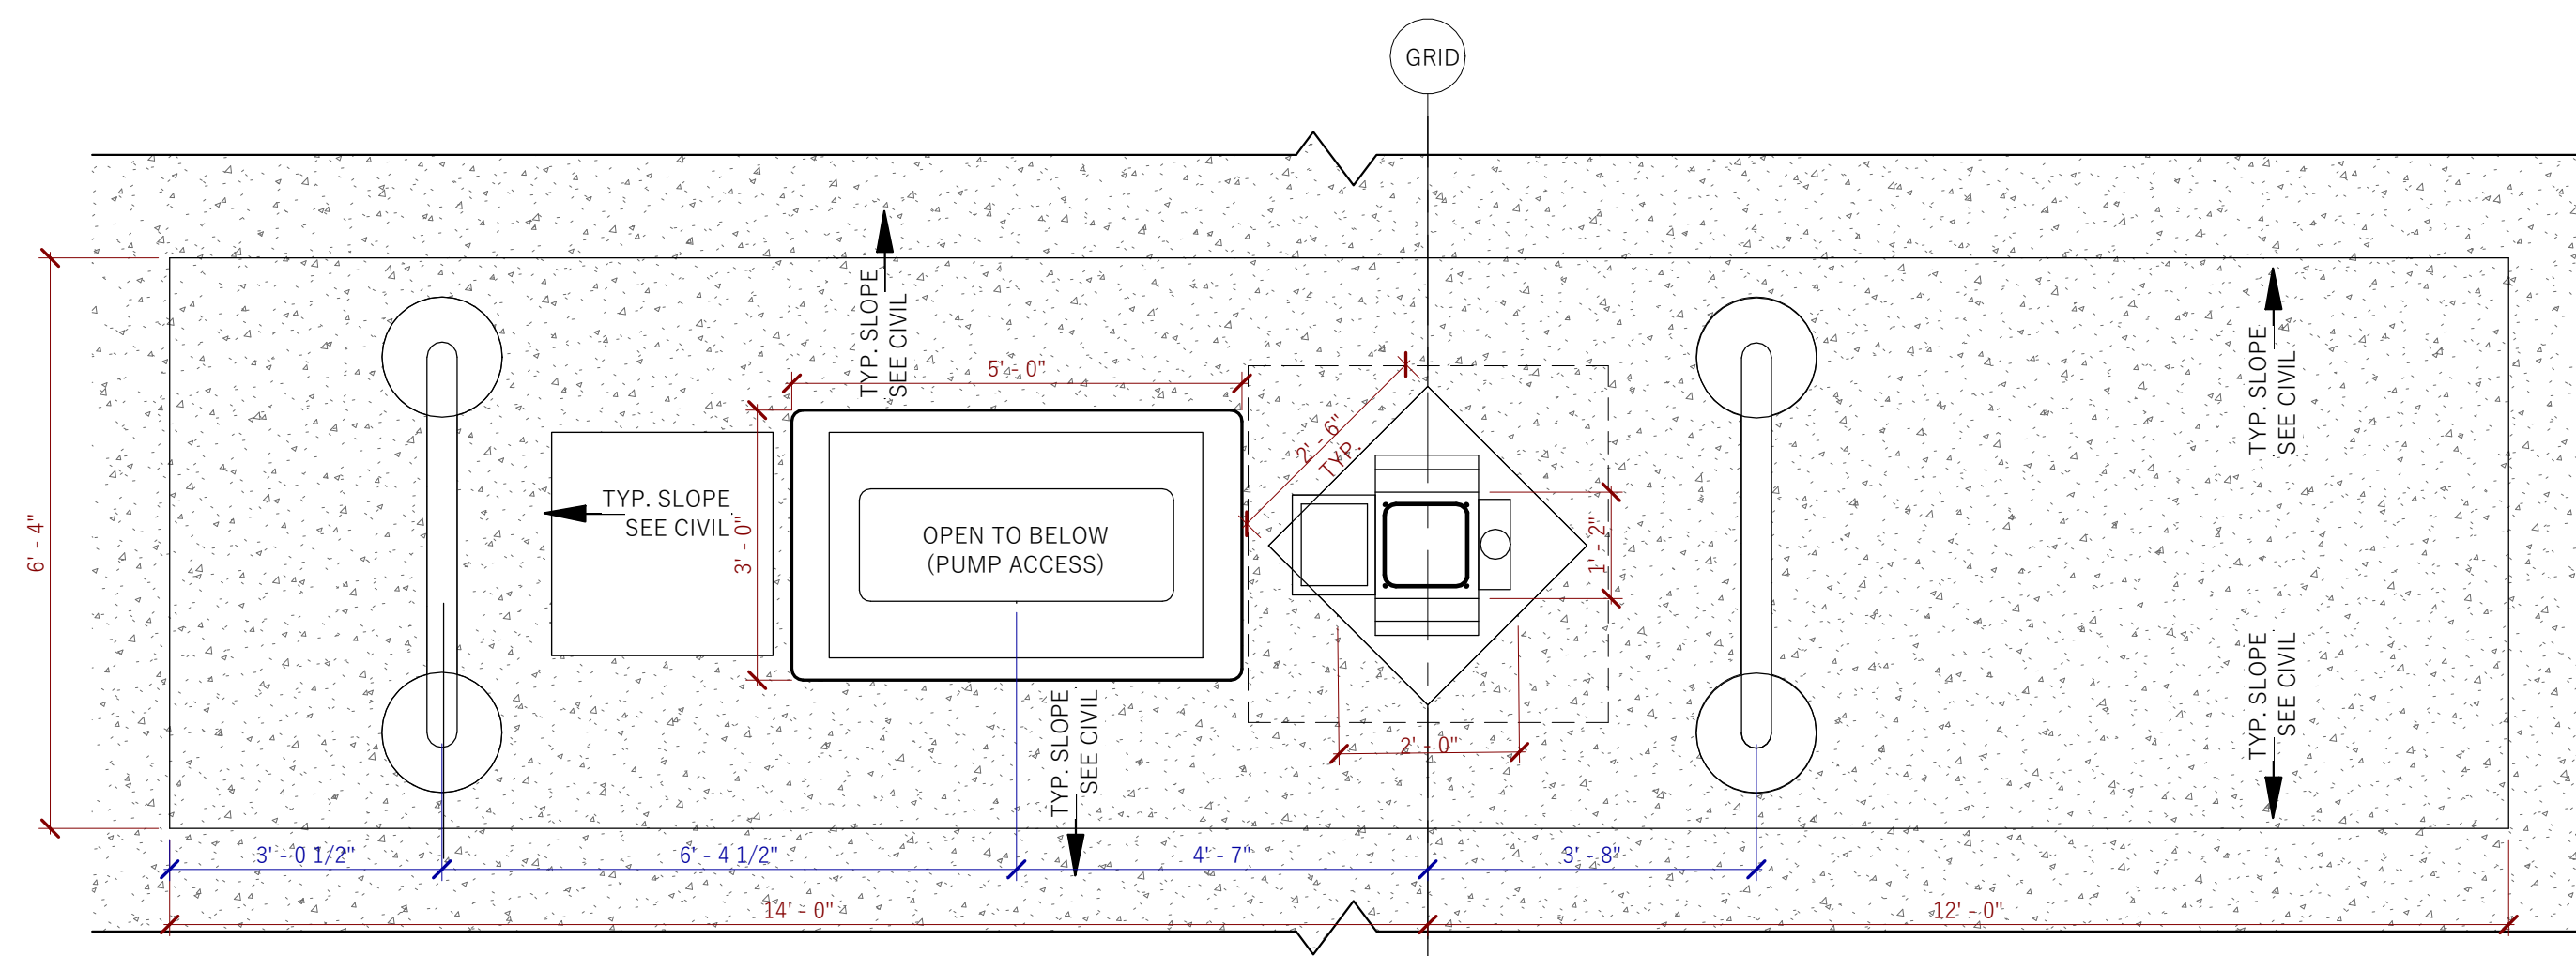 GRID
TYP. SLOPE
SEE CIVIL
5' - 0"
2' - 6"
TYP.
TYP. SLOPE
SEE CIVIL
TYP. SLOPE
SEE CIVIL
3' - 0"
OPEN TO BELOW
(PUMP ACCESS)
1' - 2"
6' - 4"
TYP. SLOPE
SEE CIVIL
2' - 0"
TYP. SLOPE
SEE CIVIL
3' - 0 1/2"
6' - 4 1/2"
4' - 7"
3' - 8"
14' - 0"
12' - 0"